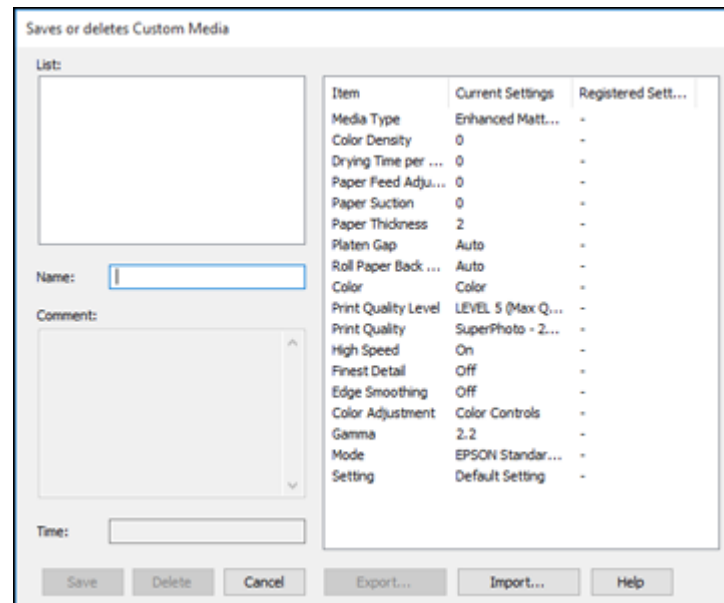 Saves or deletes Custom Media
List:
Name:
Comment:
Time:
Item Current Settings Registered Sett...
Media Type Enhanced Matt... -
Color Density 0 -
Drying Time per ... 0 -
Paper Feed Adju... 0 -
Paper Suction 0 -
Paper Thickness 2 -
Platen Gap Auto -
Roll Paper Back ... Auto -
Color Color -
Print Quality Level LEVEL 5 (Max Q... -
Print Quality SuperPhoto - 2... -
High Speed On -
Finest Detail Off -
Edge Smoothing Off -
Color Adjustment Color Controls -
Gamma 2.2 -
Mode EPSON Standar... -
Setting Default Setting -
Save Delete Cancel Export... Import... Help